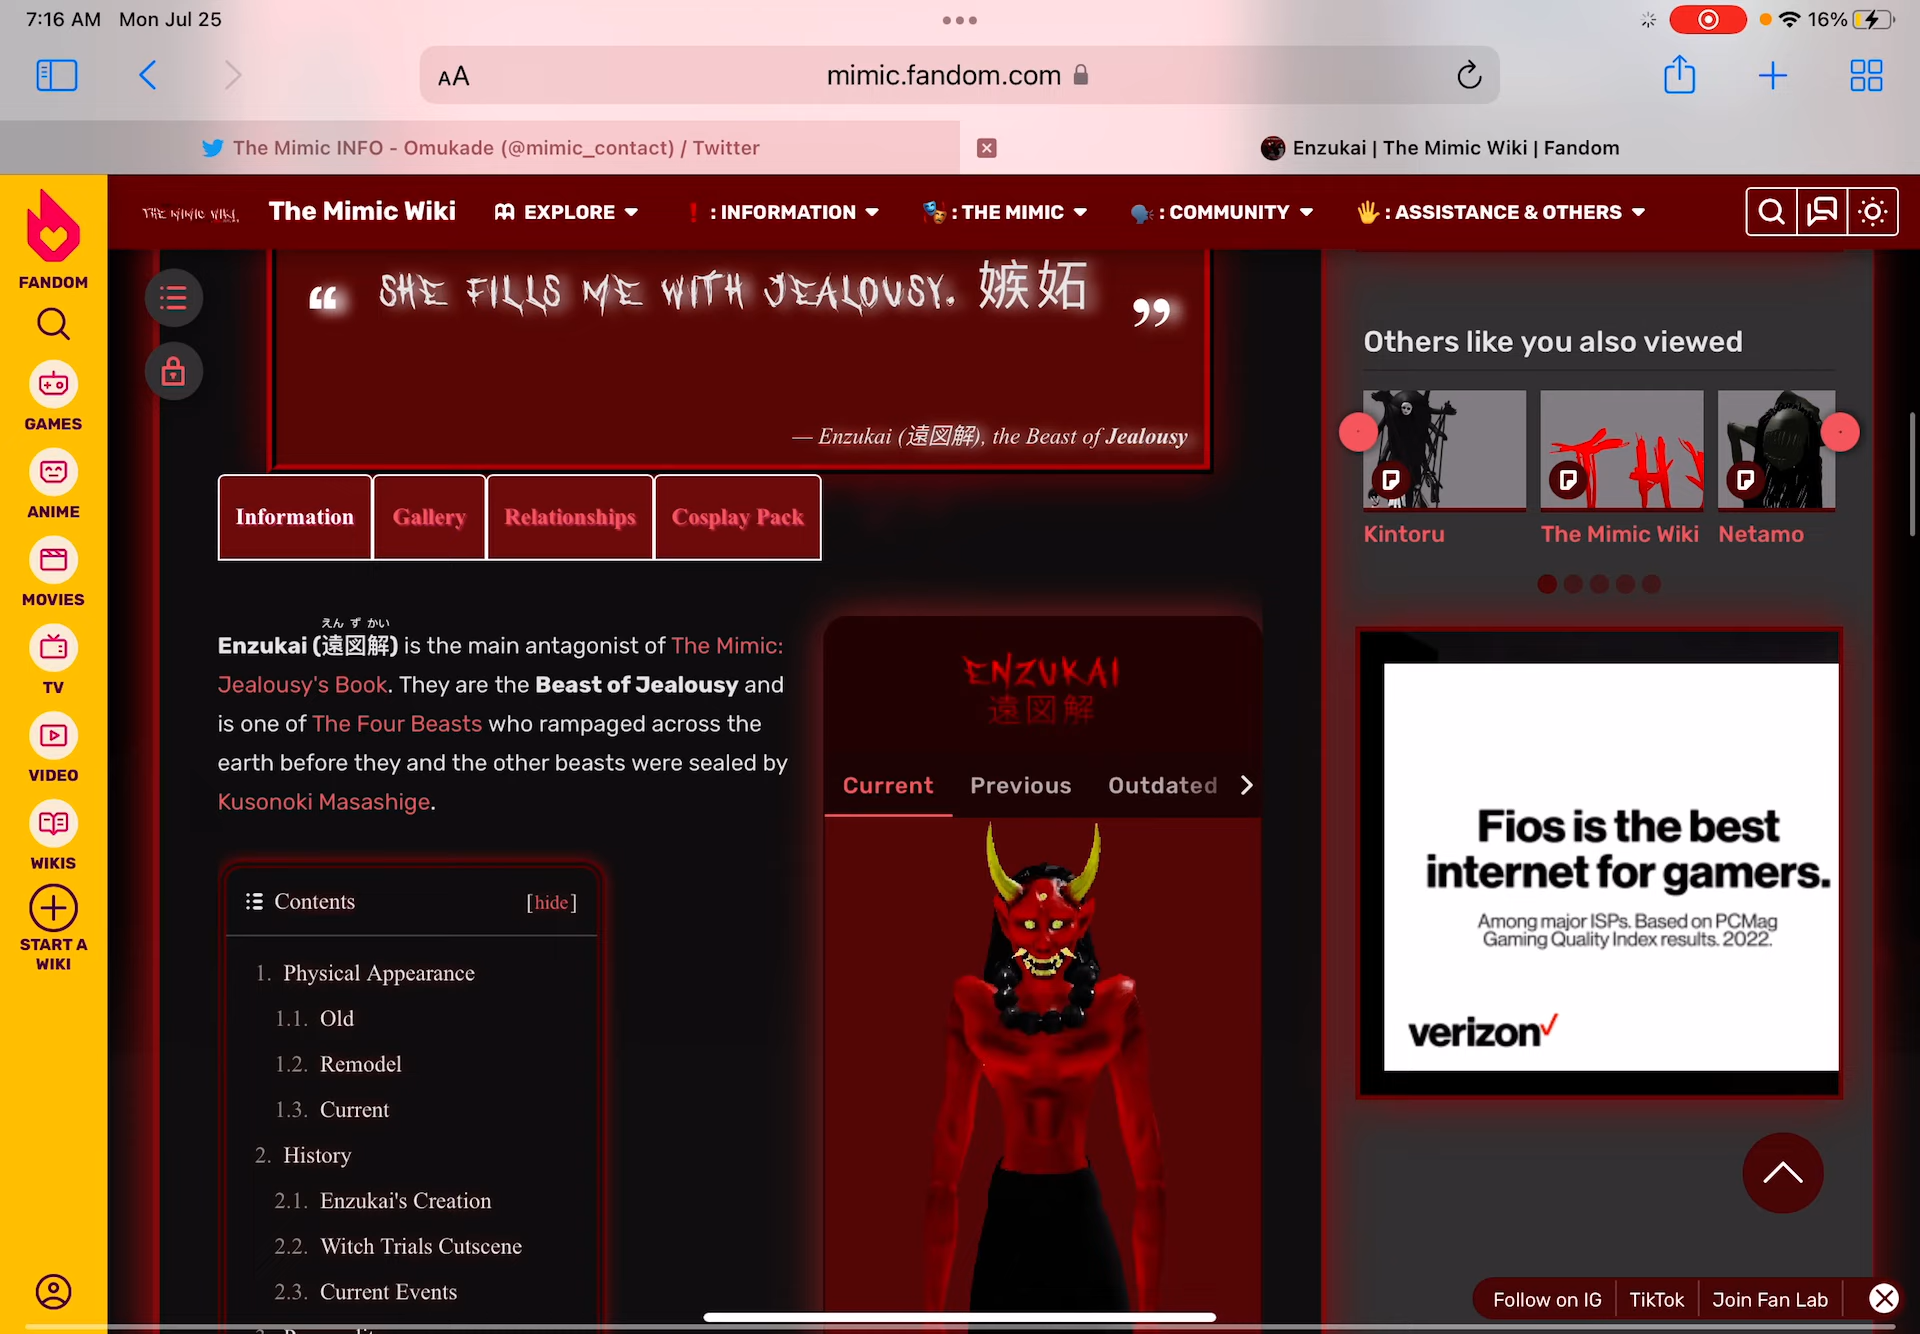 7:16 AM Mon Jul 25
16%
AA
mimic.fandom.com
The Mimic INFO - Omukade (@mimic_contact) / Twitter
Enzukai | The Mimic Wiki | Fandom
THE MIMIC WIKI
The Mimic Wiki
EXPLORE
: INFORMATION
: THE MIMIC
: COMMUNITY
: ASSISTANCE & OTHERS
FANDOM
GAMES
ANIME
MOVIES
TV
VIDEO
WIKIS
START A
WIKI
“ SHE FILLS ME WITH JEALOUSY. 嫉妬 ”
— Enzukai (遠図解), the Beast of Jealousy
Information
Gallery
Relationships
Cosplay Pack
えん ず かい
Enzukai (遠図解) is the main antagonist of The Mimic:
Jealousy's Book. They are the Beast of Jealousy and
is one of The Four Beasts who rampaged across the
earth before they and the other beasts were sealed by
Kusonoki Masashige.
Contents [hide]
1. Physical Appearance
1.1. Old
1.2. Remodel
1.3. Current
2. History
2.1. Enzukai's Creation
2.2. Witch Trials Cutscene
2.3. Current Events
ENZUKAI
遠図解
Current
Previous
Outdated
Others like you also viewed
Kintoru
The Mimic Wiki
Netamo
Fios is the best
internet for gamers.
Among major ISPs. Based on PCMag
Gaming Quality Index results. 2022.
verizon✓
Follow on IG
TikTok
Join Fan Lab